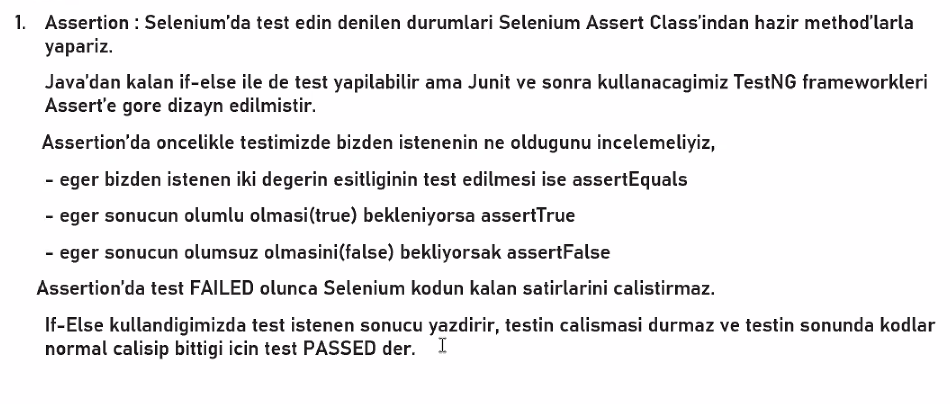 1. Assertion : Selenium'da test edin denilen durumlari Selenium Assert Class'indan hazir method'larla
yapariz.
Java'dan kalan if-else ile de test yapilabilir ama Junit ve sonra kullanacagimiz TestNG frameworkleri
Assert'e gore dizayn edilmistir.
Assertion'da oncelikle testimizde bizden istenenin ne oldugunu incelemeliyiz,
- eger bizden istenen iki degerin esitliginin test edilmesi ise assertEquals
- eger sonucun olumlu olmasi(true) bekleniyorsa assertTrue
- eger sonucun olumsuz olmasini(false) bekliyorsak assertFalse
Assertion'da test FAILED olunca Selenium kodun kalan satirlarini calistirmaz.
If-Else kullandigimizda test istenen sonucu yazdirir, testin calismasi durmaz ve testin sonunda kodlar
normal calisip bittigi icin test PASSED der.